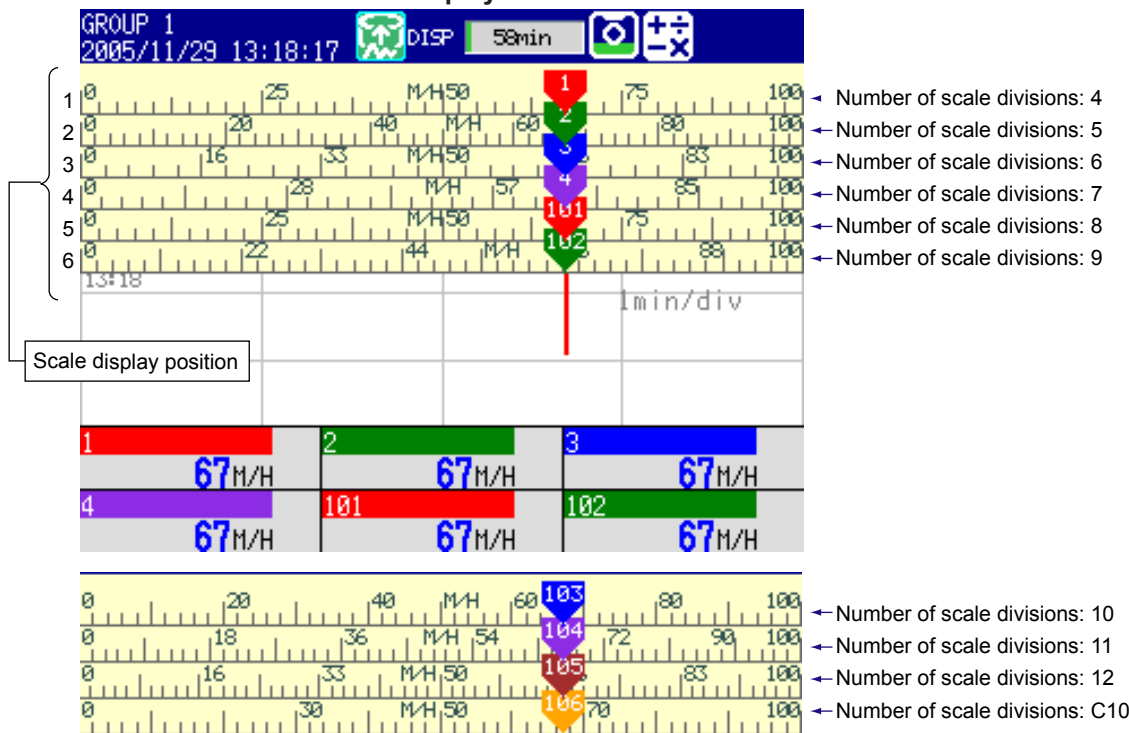 GROUP 1
2005/11/29 13:18:17
DISP
58min
1 0 25 M/H 50 1 75 100 Number of scale divisions: 4
2 0 20 40 M/H 60 2 80 100 Number of scale divisions: 5
3 0 16 33 M/H 50 3 83 100 Number of scale divisions: 6
4 0 28 M/H 57 4 85 100 Number of scale divisions: 7
5 0 25 M/H 50 101 75 100 Number of scale divisions: 8
6 0 22 44 M/H 102 88 100 Number of scale divisions: 9
13:18
1min/div
Scale display position
1 2 3
67M/H 67M/H 67M/H
4 101 102
67M/H 67M/H 67M/H
0 20 40 M/H 60 103 80 100 Number of scale divisions: 10
0 18 36 M/H 54 104 72 90 100 Number of scale divisions: 11
0 16 33 M/H 50 105 83 100 Number of scale divisions: 12
0 30 M/H 50 106 70 100 Number of scale divisions: C10